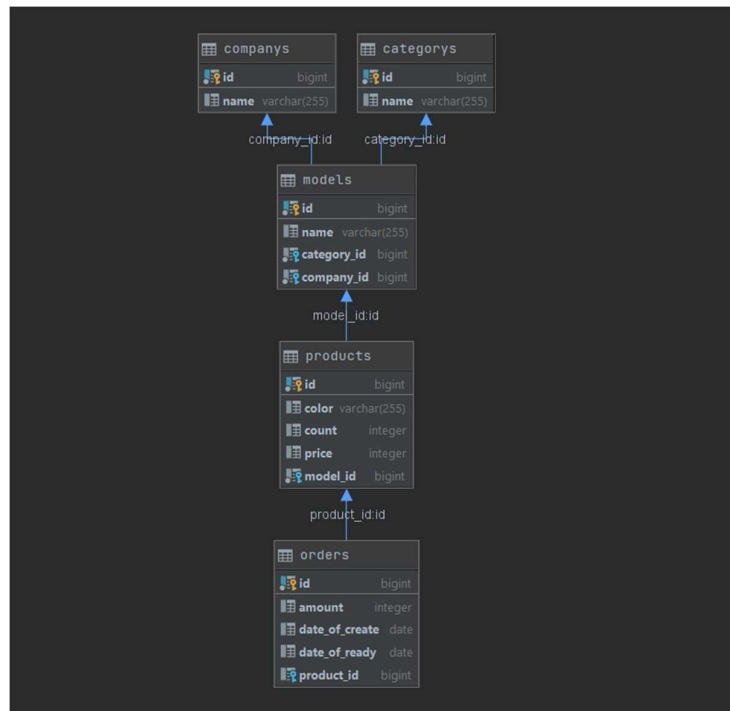 companys
id bigint
name varchar(255)
categorys
id bigint
name varchar(255)
company_id:id
category_id:id
models
id bigint
name varchar(255)
category_id bigint
company_id bigint
model_id:id
products
id bigint
color varchar(255)
count integer
price integer
model_id bigint
product_id:id
orders
id bigint
amount integer
date_of_create date
date_of_ready date
product_id bigint